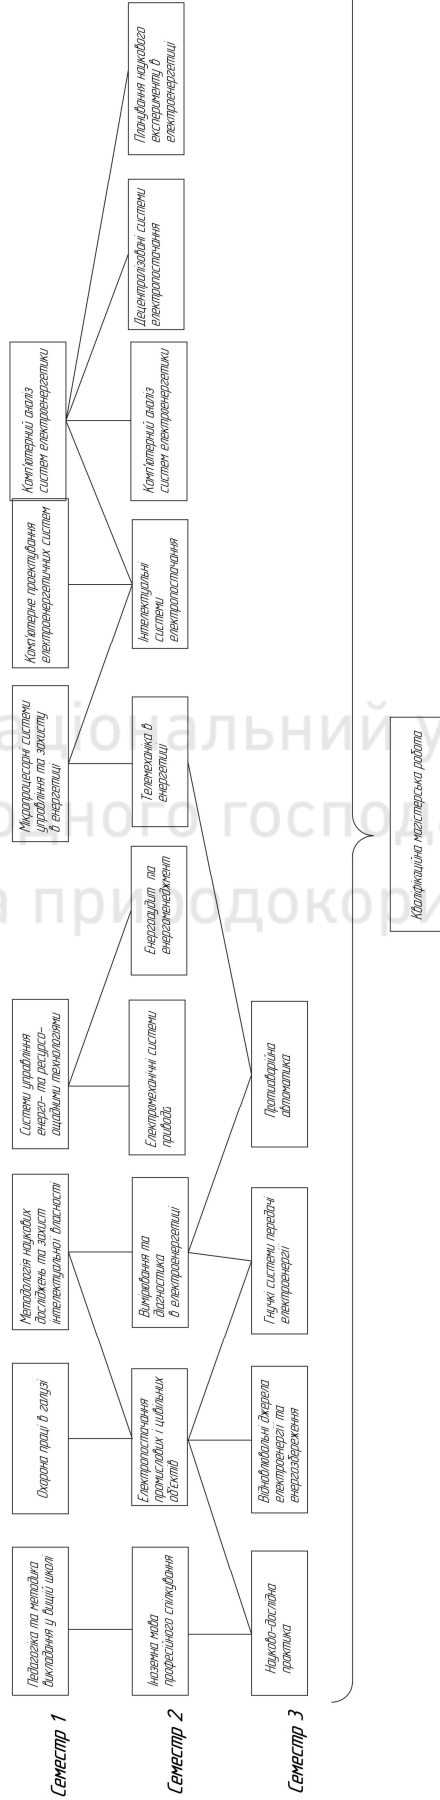 Семестр 1
Педагогіка та методика
викладання у вищій школі
Охорона праці в галузі
Методологія наукових
досліджень та захист
інтелектуальної власності
Системи управління
енерго- та ресурсо-
ощадними технологіями
Мікропроцесорні системи
управління та захисту
в енергетиці
Комп'ютерне проектування
електроенергетичних систем
Комп'ютерний аналіз
систем електроенергетики
Семестр 2
Іноземна мова
професійного спілкування
Електропостачання
промислових і цивільних
об'єктів
Вимірювання та
діагностика
в електроенергетиці
Електромеханічні системи
привода
Енергоаудит та
енергоменеджмент
Телемеханіка в
енергетиці
Інтелектуальні
системи
електропостачання
Комп'ютерний аналіз
систем електроенергетики
Децентралізовані системи
електропостачання
Планування наукового
експерименту в
електроенергетиці
Семестр 3
Науково-дослідна
практика
Відновлювальні джерела
електроенергії та
енергозбереження
Гнучкі системи передачі
електроенергії
Протиаварійна
автоматика
Кваліфікаційна магістерська робота